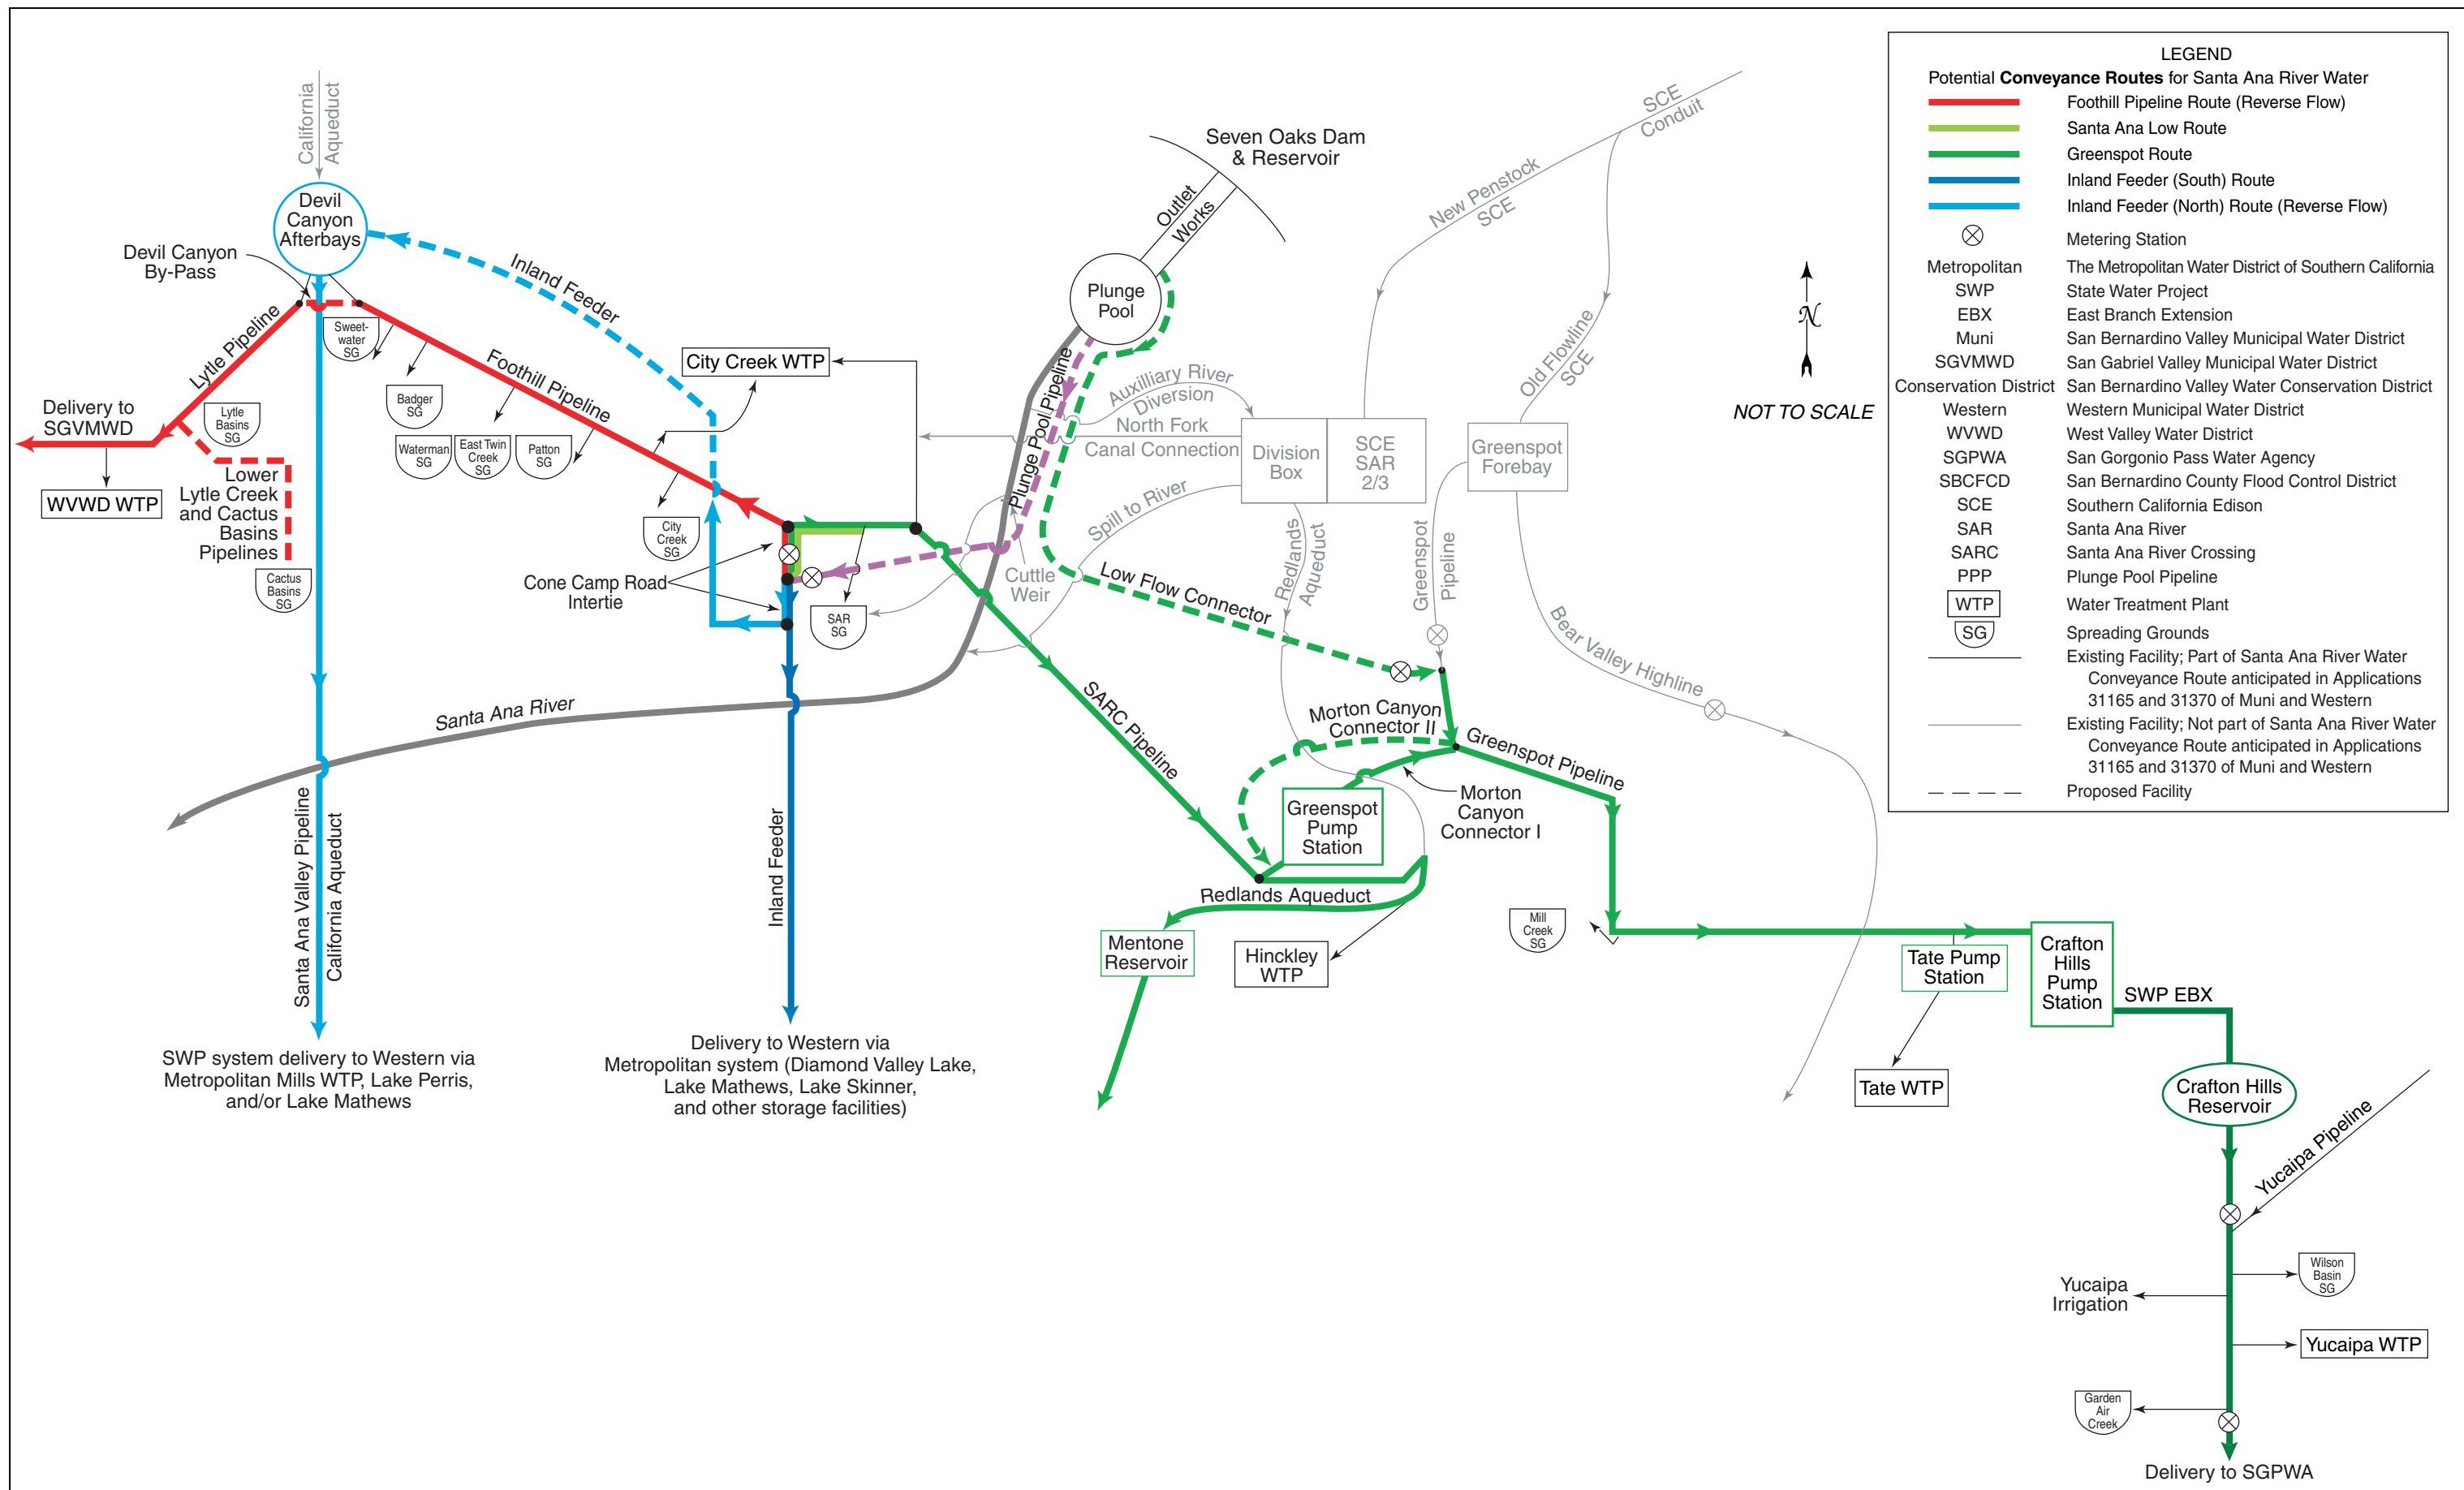 California
Aqueduct
Devil
Canyon
Afterbays
Devil Canyon
By-Pass
Inland Feeder
Lytle Pipeline
Sweet-
water
SG
Foothill Pipeline
Badger
SG
Waterman
SG
East Twin
Creek
SG
Patton
SG
City
Creek
SG
Delivery to
SGVMWD
WVWD WTP
Lytle
Basins
SG
Lower
Lytle Creek
and Cactus
Basins
Pipelines
Cactus
Basins
SG
City Creek WTP
Cone Camp Road
Intertie
SAR
SG
Santa Ana River
Santa Ana Valley Pipeline
California Aqueduct
SWP system delivery to Western via
Metropolitan Mills WTP, Lake Perris,
and/or Lake Mathews
Inland Feeder
Delivery to Western via
Metropolitan system (Diamond Valley Lake,
Lake Mathews, Lake Skinner,
and other storage facilities)
Seven Oaks Dam
& Reservoir
Outlet
Works
Plunge
Pool
Plunge Pool Pipeline
Plunge Pool Pipeline
Auxilliary River
Diversion
North Fork
Canal Connection
Division
Box
SCE
SAR
2/3
Spill to River
Cuttle
Weir
Low Flow Connector
Redlands
Aqueduct
SCE
Conduit
New Penstock
SCE
Old Flowline
SCE
Greenspot
Forebay
Greenspot
Pipeline
Bear Valley Highline
SARC Pipeline
Morton Canyon
Connector II
Greenspot Pipeline
Morton
Canyon
Connector I
Greenspot
Pump
Station
Redlands Aqueduct
Mentone
Reservoir
Hinckley
WTP
Mill
Creek
SG
Tate Pump
Station
Tate WTP
Crafton
Hills
Pump
Station
SWP EBX
Crafton Hills
Reservoir
Yucaipa Pipeline
Wilson
Basin
SG
Yucaipa
Irrigation
Yucaipa WTP
Garden
Air
Creek
Delivery to SGPWA
N
NOT TO SCALE
LEGEND
Potential Conveyance Routes for Santa Ana River Water
Foothill Pipeline Route (Reverse Flow)
Santa Ana Low Route
Greenspot Route
Inland Feeder (South) Route
Inland Feeder (North) Route (Reverse Flow)
Metering Station
Metropolitan The Metropolitan Water District of Southern California
SWP State Water Project
EBX East Branch Extension
Muni San Bernardino Valley Municipal Water District
SGVMWD San Gabriel Valley Municipal Water District
Conservation District San Bernardino Valley Water Conservation District
Western Western Municipal Water District
WVWD West Valley Water District
SGPWA San Gorgonio Pass Water Agency
SBCFCD San Bernardino County Flood Control District
SCE Southern California Edison
SAR Santa Ana River
SARC Santa Ana River Crossing
PPP Plunge Pool Pipeline
WTP Water Treatment Plant
SG Spreading Grounds
Existing Facility; Part of Santa Ana River Water
Conveyance Route anticipated in Applications
31165 and 31370 of Muni and Western
Existing Facility; Not part of Santa Ana River Water
Conveyance Route anticipated in Applications
31165 and 31370 of Muni and Western
Proposed Facility